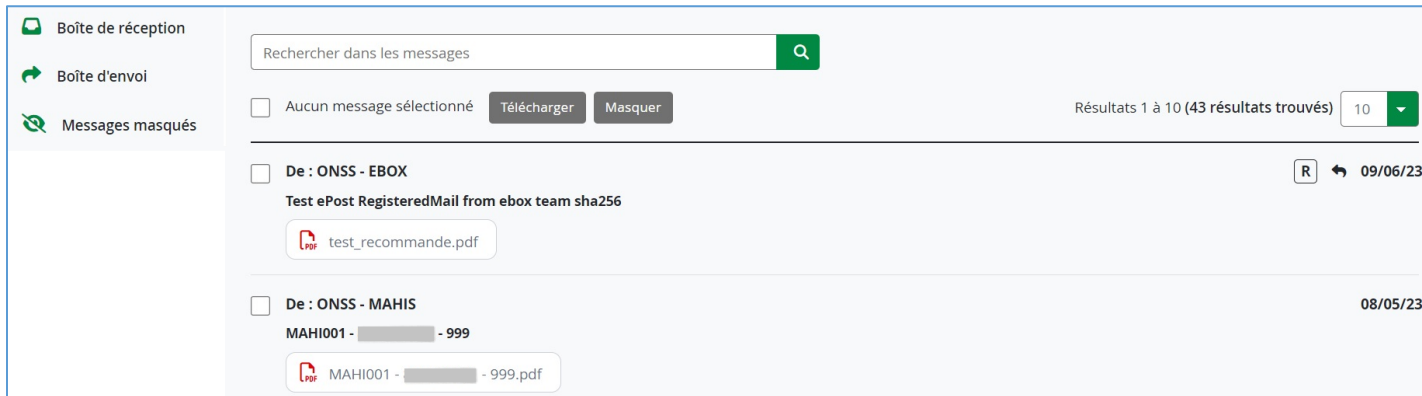 Boîte de réception
Boîte d'envoi
Messages masqués
Rechercher dans les messages
Aucun message sélectionné Télécharger Masquer Résultats 1 à 10 (43 résultats trouvés) 10
De : ONSS - EBOX R 09/06/23
Test ePost RegisteredMail from ebox team sha256
PDF test_recommande.pdf
De : ONSS - MAHIS 08/05/23
MAHI001 - - 999
PDF MAHI001 - - 999.pdf